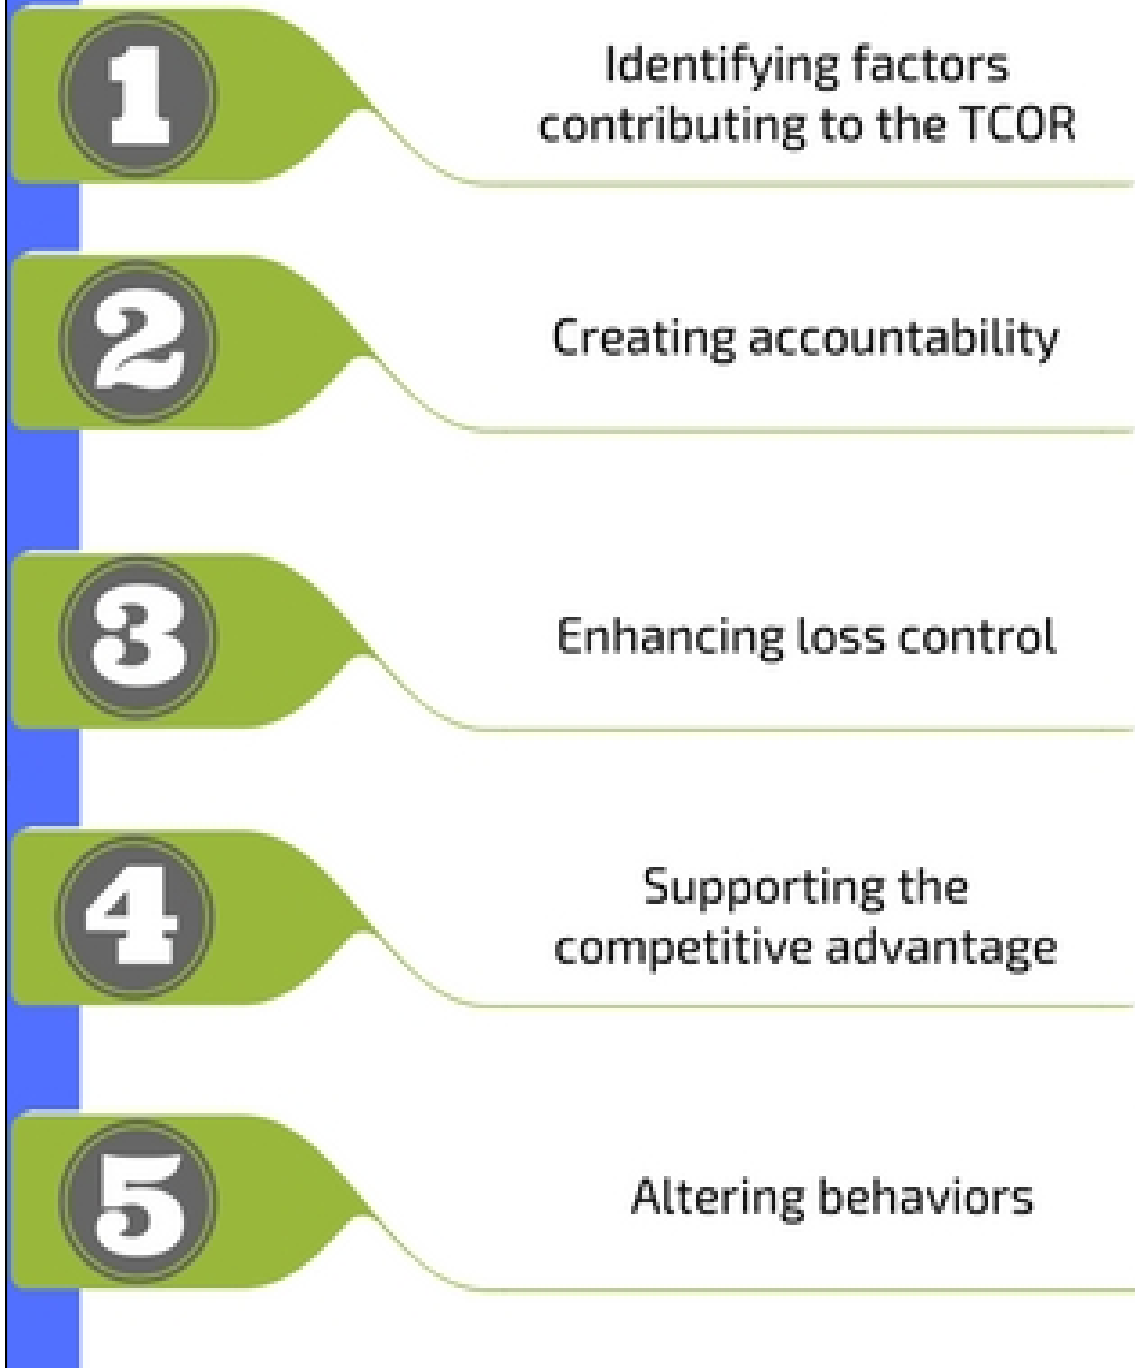 1
Identifying factors
contributing to the TCOR
2
Creating accountability
3
Enhancing loss control
4
Supporting the
competitive advantage
5
Altering behaviors